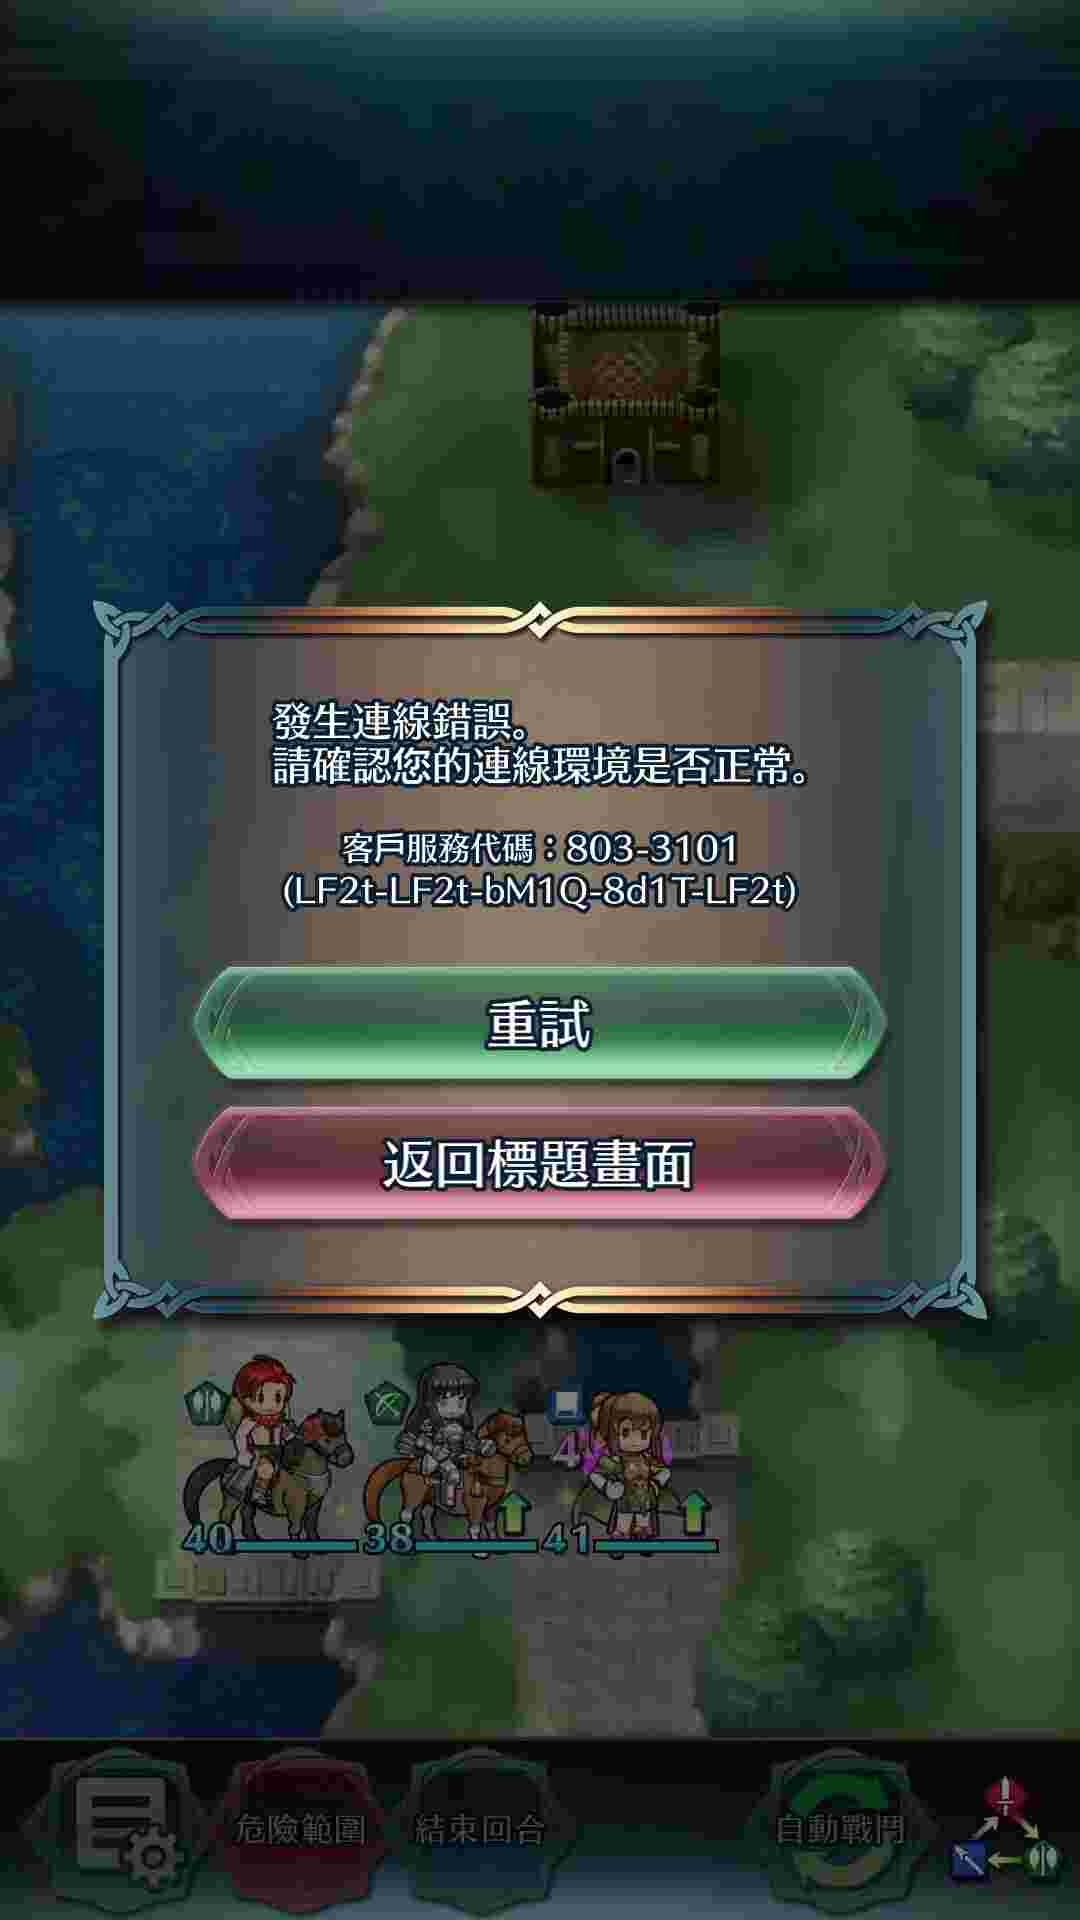 發生連線錯誤。
請確認您的連線環境是否正常。
客戶服務代碼：803-3101
(LF2t-LF2t-bM1Q-8d1T-LF2t)
重試
返回標題畫面
4
40 38 41
危險範圍 結束回合 自動戰鬥